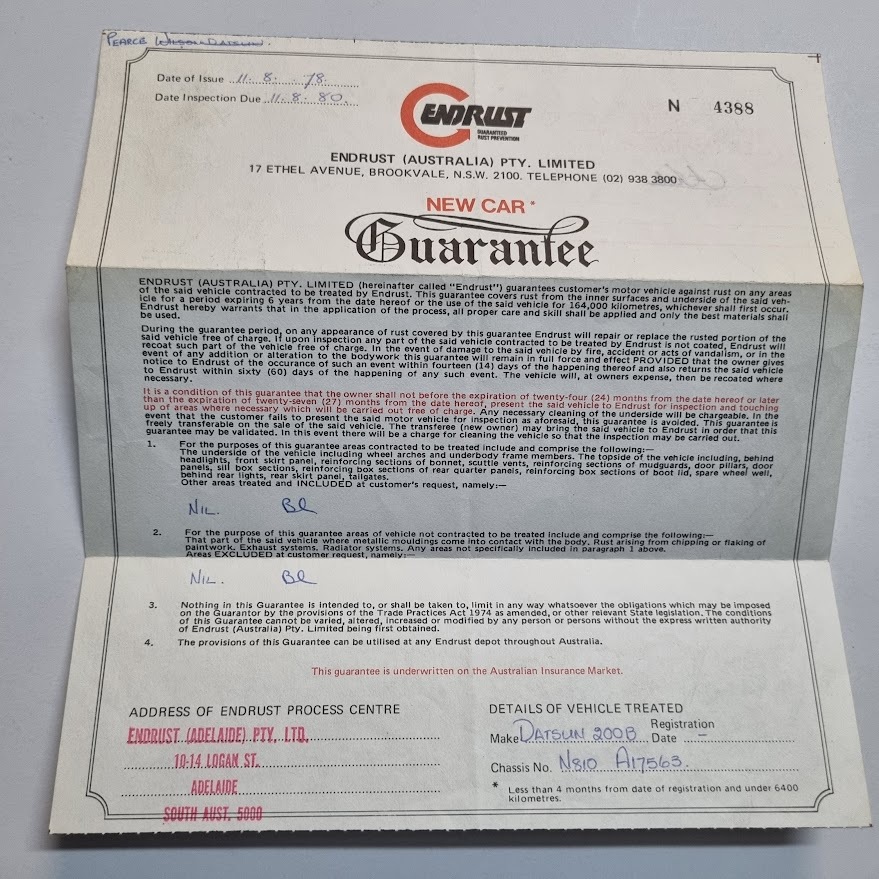 PEARCE WILSON DATSUN.
Date of Issue 11. 8. 78.
Date Inspection Due 11. 8. 80.
N 4388
ENDRUST
GUARANTEED
RUST PREVENTION
ENDRUST (AUSTRALIA) PTY. LIMITED
17 ETHEL AVENUE, BROOKVALE, N.S.W. 2100. TELEPHONE (02) 938 3800
NEW CAR *
Guarantee
ENDRUST (AUSTRALIA) PTY. LIMITED (hereinafter called "Endrust") guarantees customer's motor vehicle against rust on any areas
of the said vehicle contracted to be treated by Endrust. This guarantee covers rust from the inner surfaces and underside of the said veh-
icle for a period expiring 6 years from the date hereof or the use of the said vehicle for 164,000 kilometres, whichever shall first occur.
Endrust hereby warrants that in the application of the process, all proper care and skill shall be applied and only the best materials shall
be used.
During the guarantee period, on any appearance of rust covered by this guarantee Endrust will repair or replace the rusted portion of the
said vehicle free of charge. If upon inspection any part of the said vehicle contracted to be treated by Endrust is not coated, Endrust will
recoat such part of the vehicle free of charge. In the event of damage to the said vehicle by fire, accident or acts of vandalism, or in the
event of any addition or alteration to the bodywork this guarantee will remain in full force and effect PROVIDED that the owner gives
notice to Endrust of the occurance of such an event within fourteen (14) days of the happening thereof and also returns the said vehicle
to Endrust within sixty (60) days of the happening of any such event. The vehicle will, at owners expense, then be recoated where
necessary.
It is a condition of this guarantee that the owner shall not before the expiration of twenty-four (24) months from the date hereof or later
than the expiration of twenty-seven (27) months from the date hereof, present the said vehicle to Endrust for inspection and touching
up of areas where necessary which will be carried out free of charge. Any necessary cleaning of the underside will be chargeable. In the
event that the customer fails to present the said motor vehicle for inspection as aforesaid, this guarantee is avoided. This guarantee is
freely transferable on the sale of the said vehicle. The transferee (new owner) may bring the said vehicle to Endrust in order that this
guarantee may be validated. In this event there will be a charge for cleaning the vehicle so that the inspection may be carried out.
1. For the purposes of this guarantee areas contracted to be treated include and comprise the following:—
The underside of the vehicle including wheel arches and underbody frame members. The topside of the vehicle including, behind
headlights, front skirt panel, reinforcing sections of bonnet, scuttle vents, reinforcing sections of mudguards, door pillars, door
panels, sill box sections, reinforcing box sections of rear quarter panels, reinforcing box sections of boot lid, spare wheel well,
behind rear lights, rear skirt panel, tailgates.
Other areas treated and INCLUDED at customer's request, namely:—
NIL.
2. For the purpose of this guarantee areas of vehicle not contracted to be treated include and comprise the following:—
That part of the said vehicle where metallic mouldings come into contact with the body. Rust arising from chipping or flaking of
paintwork. Exhaust systems. Radiator systems. Any areas not specifically included in paragraph 1 above.
Areas EXCLUDED at customer request, namely:—
NIL.
3. Nothing in this Guarantee is intended to, or shall be taken to, limit in any way whatsoever the obligations which may be imposed
on the Guarantor by the provisions of the Trade Practices Act 1974 as amended, or other relevant State legislation. The conditions
of this Guarantee cannot be varied, altered, increased or modified by any person or persons without the express written authority
of Endrust (Australia) Pty. Limited being first obtained.
4. The provisions of this Guarantee can be utilised at any Endrust depot throughout Australia.
This guarantee is underwritten on the Australian Insurance Market.
ADDRESS OF ENDRUST PROCESS CENTRE
ENDRUST (ADELAIDE) PTY. LTD.
10-14 LOGAN ST.
ADELAIDE
SOUTH AUST. 5000
DETAILS OF VEHICLE TREATED
Make DATSUN 200B Registration Date —
Chassis No. N810 A17563.
* Less than 4 months from date of registration and under 6400
kilometres.